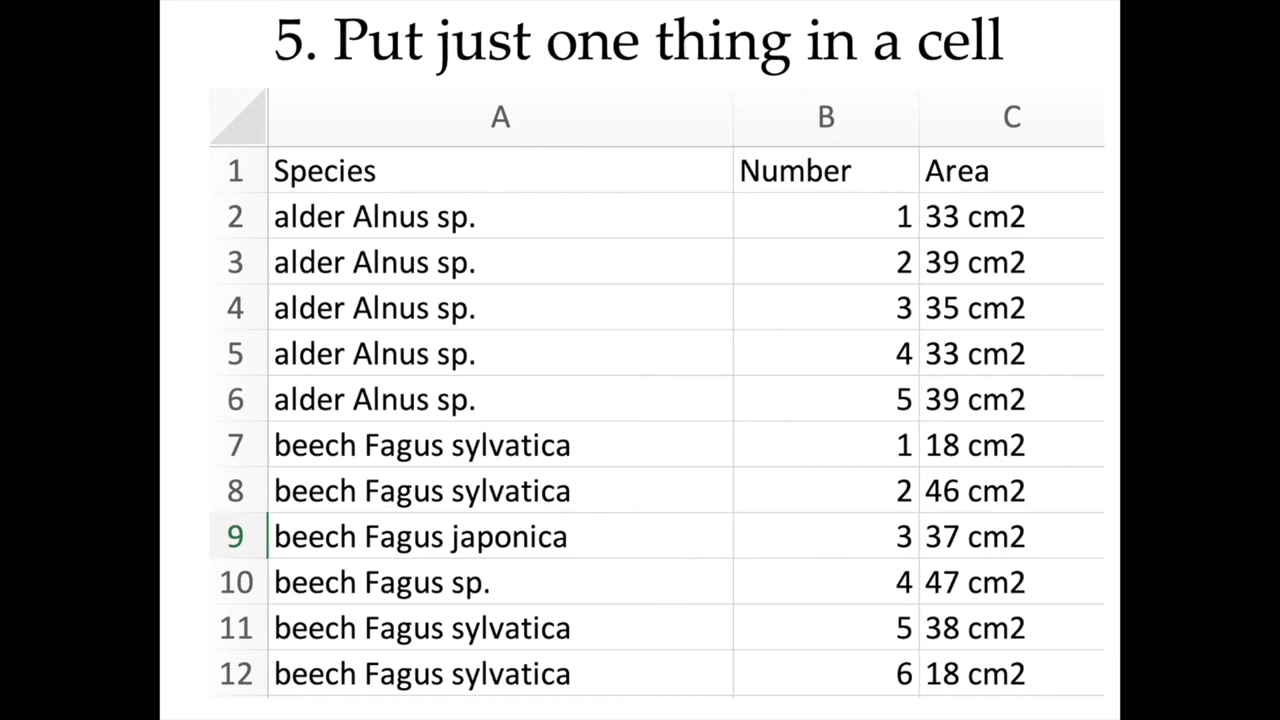 5. Put just one thing in a cell
A B C
1 Species Number Area
2 alder Alnus sp. 1 33 cm2
3 alder Alnus sp. 2 39 cm2
4 alder Alnus sp. 3 35 cm2
5 alder Alnus sp. 4 33 cm2
6 alder Alnus sp. 5 39 cm2
7 beech Fagus sylvatica 1 18 cm2
8 beech Fagus sylvatica 2 46 cm2
9 beech Fagus japonica 3 37 cm2
10 beech Fagus sp. 4 47 cm2
11 beech Fagus sylvatica 5 38 cm2
12 beech Fagus sylvatica 6 18 cm2